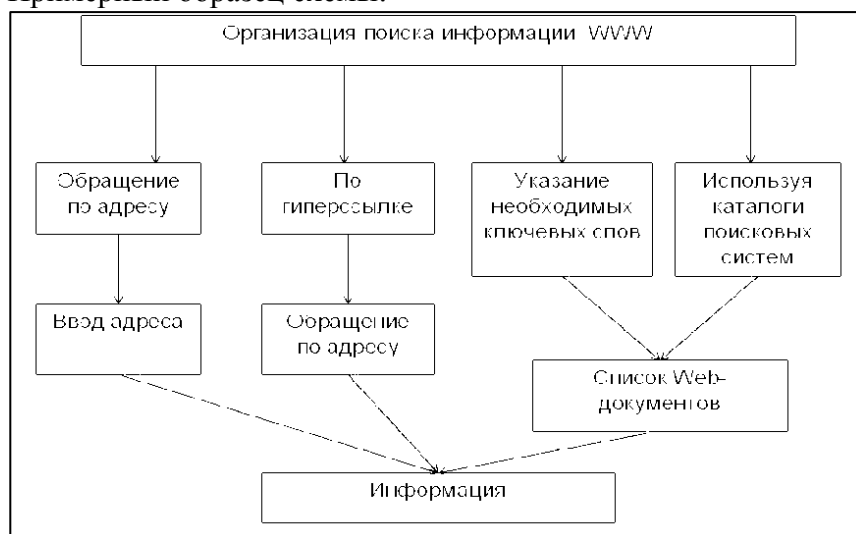 Примерный образец схемы:
Организация поиска информации WWW
Обращение
по адресу
По
гиперссылке
Указание
необходимых
ключевых слов
Используя
каталоги
поисковых
систем
Ввод адреса
Обращение
по адресу
Список Web-
документов
Информация